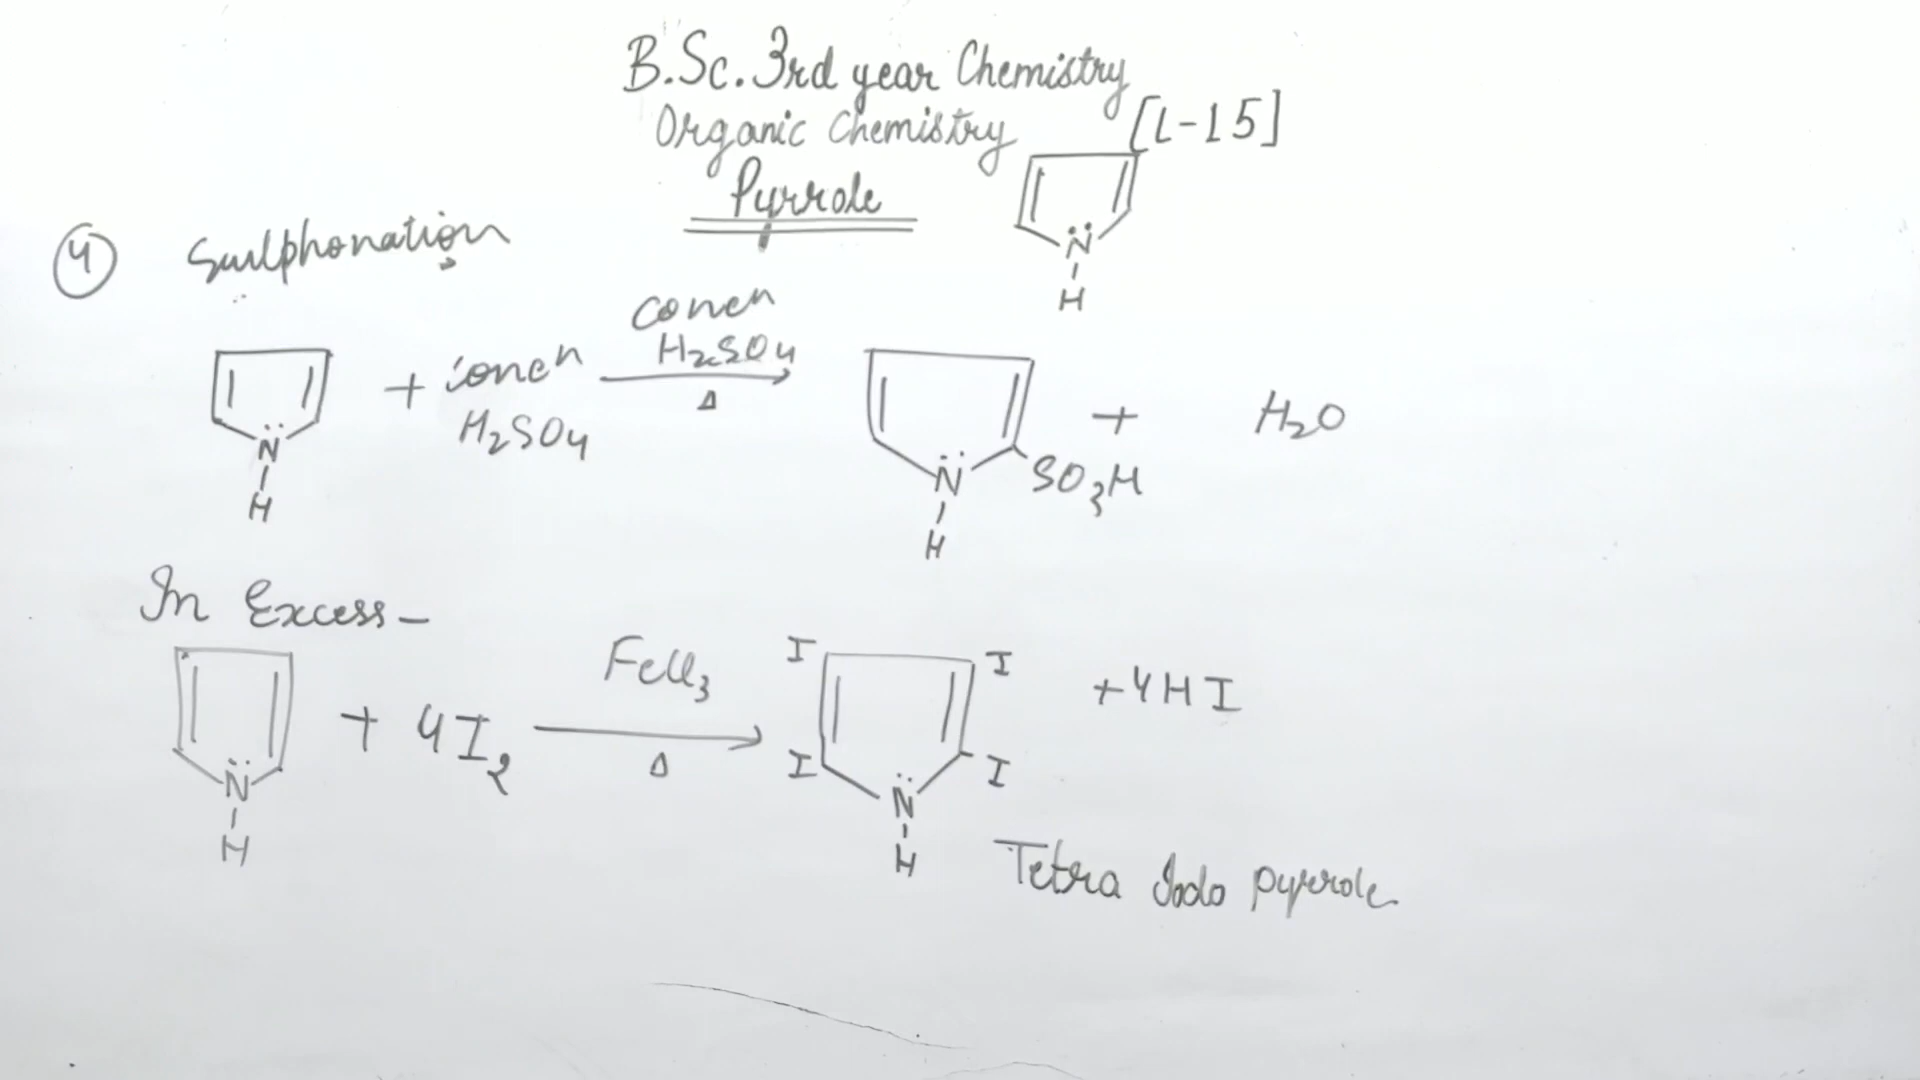 B.Sc. 3rd year Chemistry
Organic Chemistry [L-15]
Pyrrole
N
H
4 Sulphonation
concn
H2SO4
Δ
+ concn
H2SO4
N
H
SO3H
N
H
+ H2O
In Excess-
N
H
+ 4I2
FeCl3
Δ
I I
I I
N
H
+4HI
Tetra Iodo pyrrole